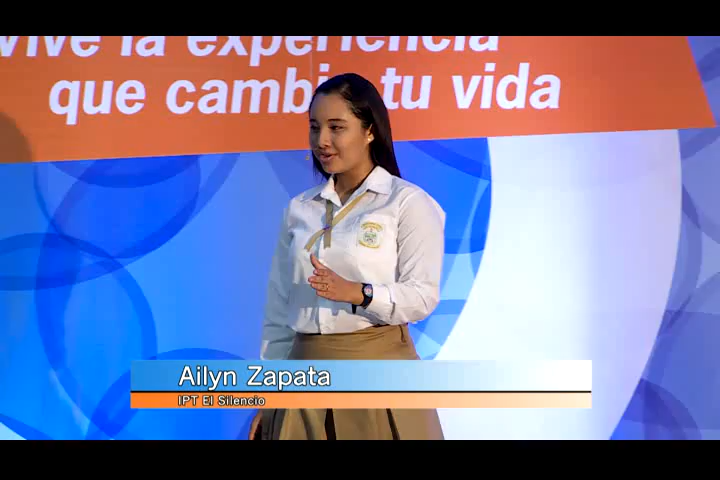 vive la experiencia
que cambia tu vida
Ailyn Zapata
IPT El Silencio